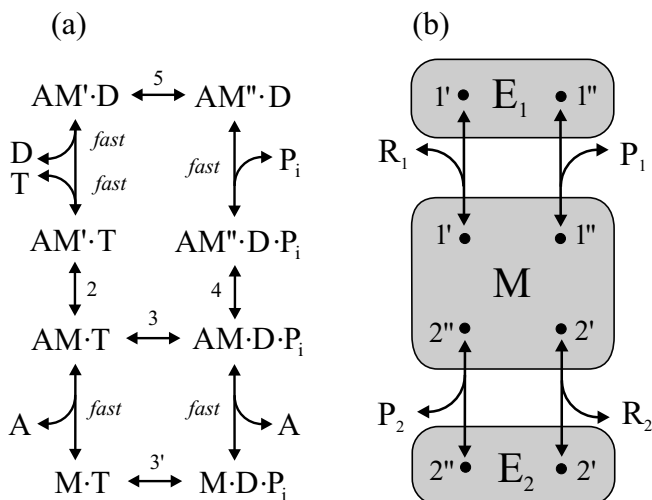 (a) (b)
AM'·D 5 AM''·D
1' E₁ 1''
D fast
T fast
fast Pᵢ
R₁ P₁
AM'·T AM''·D·Pᵢ
1' 1''
2 4
M
AM·T 3 AM·D·Pᵢ
2'' 2'
A fast fast A
P₂ R₂
M·T 3' M·D·Pᵢ
2'' E₂ 2'